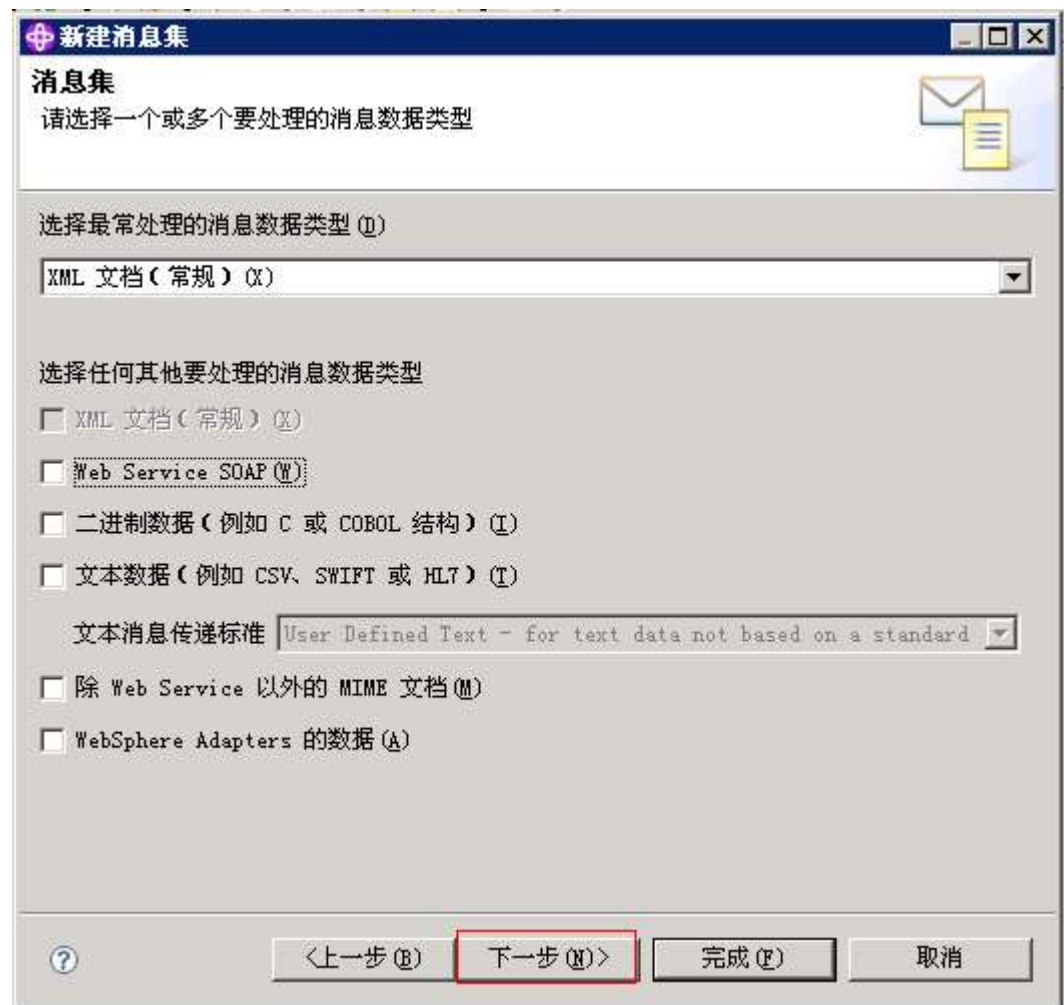 新建消息集
消息集
请选择一个或多个要处理的消息数据类型
选择最常处理的消息数据类型(D)
XML 文档(常规)(X)
选择任何其他要处理的消息数据类型
XML 文档(常规)(X)
Web Service SOAP(W)
二进制数据(例如 C 或 COBOL 结构)(I)
文本数据(例如 CSV、SWIFT 或 HL7)(T)
文本消息传递标准 User Defined Text - for text data not based on a standard
除 Web Service 以外的 MIME 文档(M)
WebSphere Adapters 的数据(A)
? <上一步(B) 下一步(N)> 完成(F) 取消